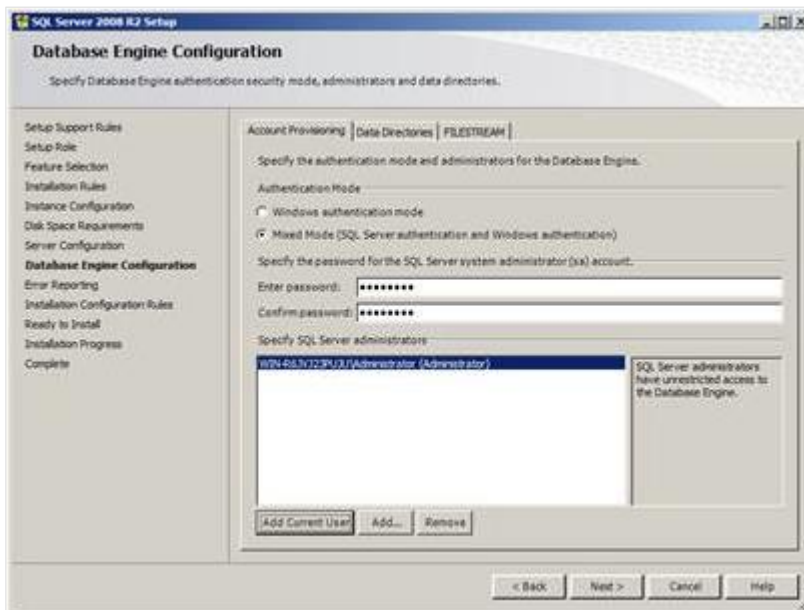 SQL Server 2008 R2 Setup
Database Engine Configuration
Specify Database Engine authentication security mode, administrators and data directories.
Setup Support Rules
Setup Role
Feature Selection
Installation Rules
Instance Configuration
Disk Space Requirements
Server Configuration
Database Engine Configuration
Error Reporting
Installation Configuration Rules
Ready to Install
Installation Progress
Complete
Account Provisioning
Data Directories
FILESTREAM
Specify the authentication mode and administrators for the Database Engine.
Authentication Mode
Windows authentication mode
Mixed Mode (SQL Server authentication and Windows authentication)
Specify the password for the SQL Server system administrator (sa) account.
Enter password: ●●●●●●●●
Confirm password: ●●●●●●●●
Specify SQL Server administrators
\Administrator (Administrator)
SQL Server administrators
have unrestricted access to
the Database Engine.
Add Current User
Add...
Remove
< Back
Next >
Cancel
Help